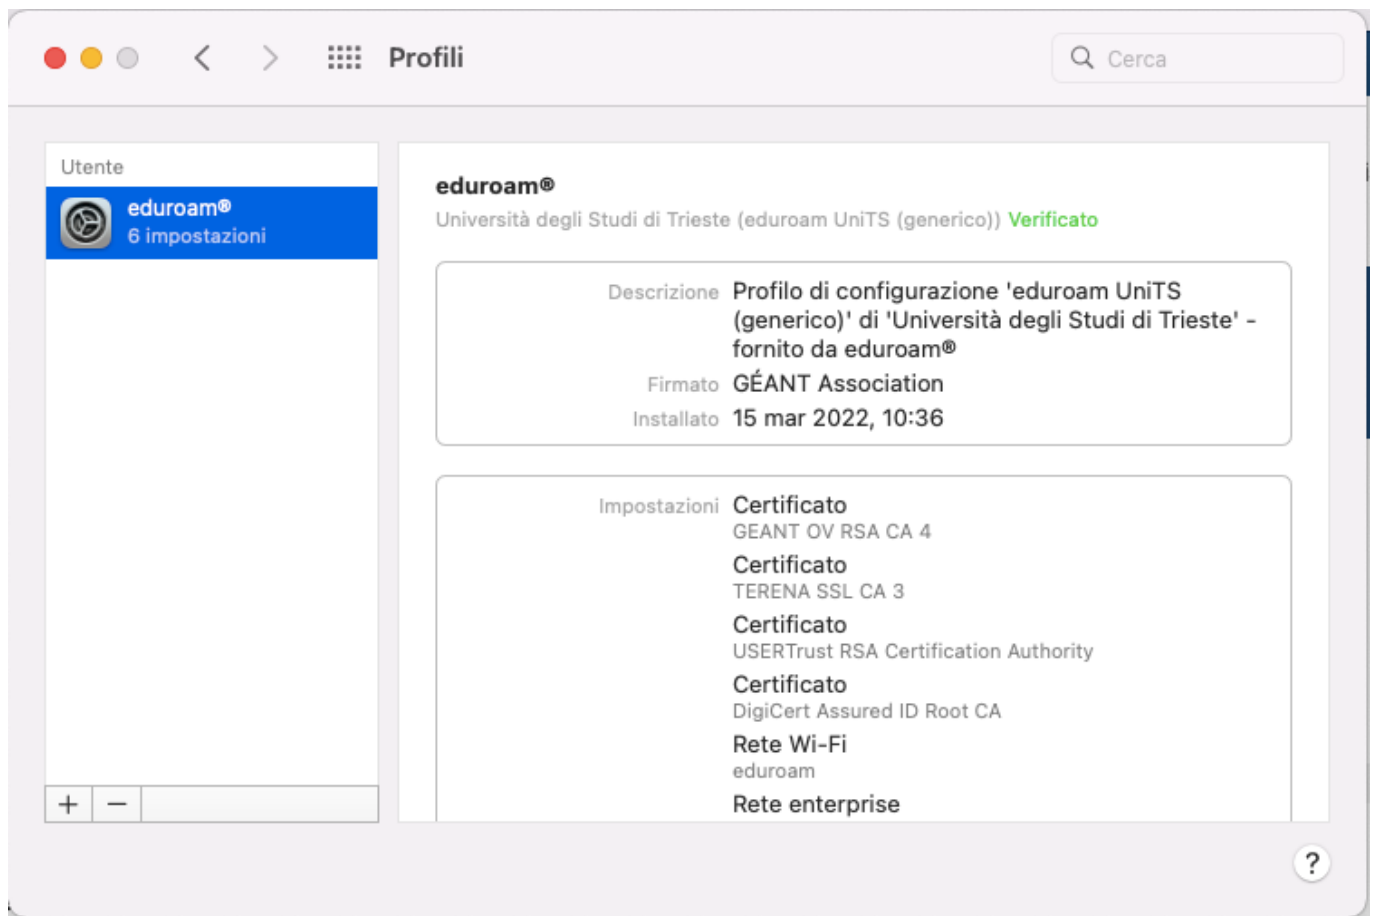 Profili
Cerca
Utente
eduroam®
6 impostazioni
eduroam®
Università degli Studi di Trieste (eduroam UniTS (generico)) Verificato
Descrizione Profilo di configurazione 'eduroam UniTS
(generico)' di 'Università degli Studi di Trieste' -
fornito da eduroam®
Firmato GÉANT Association
Installato 15 mar 2022, 10:36
Impostazioni Certificato
GEANT OV RSA CA 4
Certificato
TERENA SSL CA 3
Certificato
USERTrust RSA Certification Authority
Certificato
DigiCert Assured ID Root CA
Rete Wi-Fi
eduroam
Rete enterprise
+ −
?